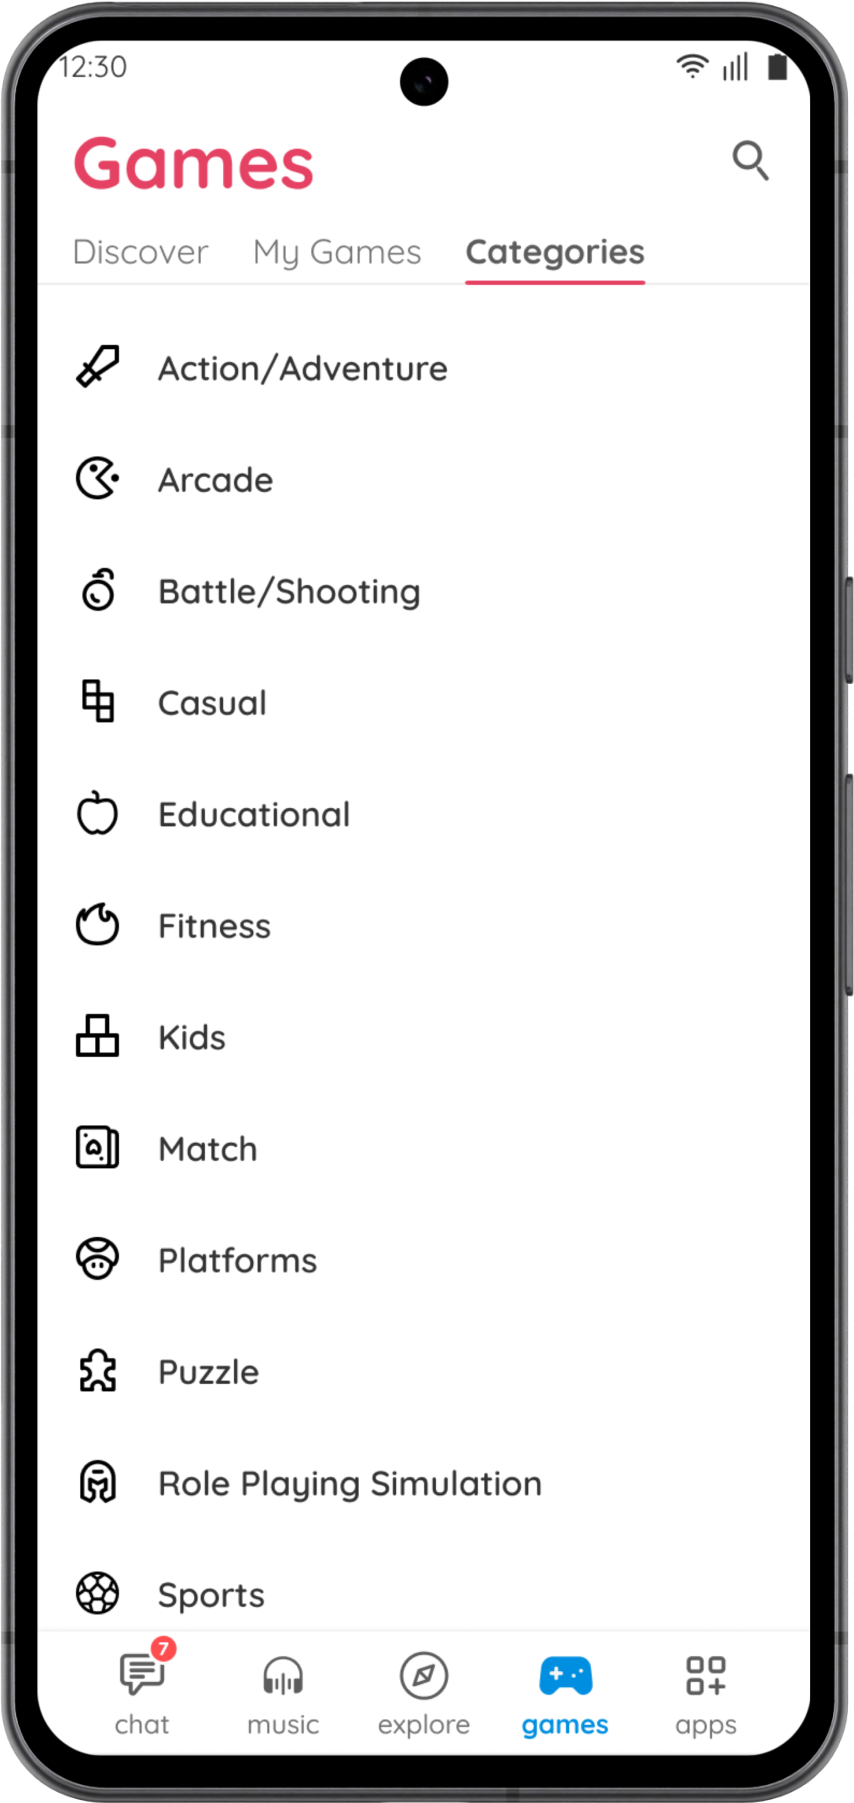 12:30
Games
Discover My Games Categories
Action/Adventure
Arcade
Battle/Shooting
Casual
Educational
Fitness
Kids
Match
Platforms
Puzzle
Role Playing Simulation
Sports
7
chat music explore games apps